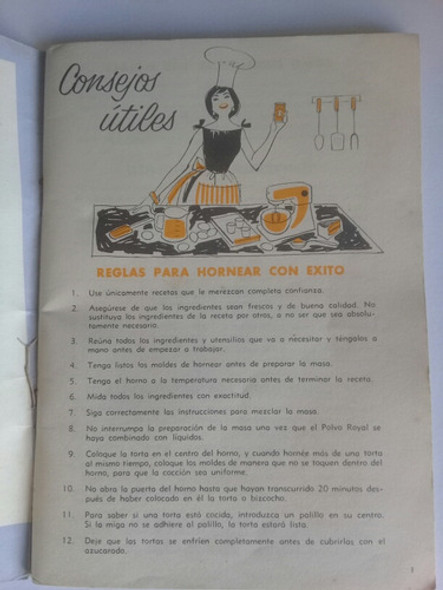 Consejos
útiles
REGLAS PARA HORNEAR CON EXITO
1. Use únicamente recetas que le merezcan completa confianza.
2. Asegúrese de que los ingredientes sean frescos y de buena calidad. No
sustituya los ingredientes de la receta por otros, a no ser que sea absolu-
tamente necesario.
3. Reúna todos los ingredientes y utensilios que va a necesitar y téngalos a
mano antes de empezar a trabajar.
4. Tenga listos los moldes de hornear antes de preparar la masa.
5. Tenga el horno a la temperatura necesaria antes de terminar la receta.
6. Mida todos los ingredientes con exactitud.
7. Siga correctamente las instrucciones para mezclar la masa.
8. No interrumpa la preparación de la masa una vez que el Polvo Royal se
haya combinado con líquidos.
9. Coloque la torta en el centro del horno, y cuando hornée más de una torta
al mismo tiempo, coloque los moldes de manera que no se toquen dentro del
horno, para que la cocción sea uniforme.
10. No abra la puerta del horno hasta que hayan transcurrido 20 minutos des-
pués de haber colocado en él la torta o bizcocho.
11. Para saber si una torta está cocida, introduzca un palillo en su centro.
Si la miga no se adhiere al palillo, la torta estará lista.
12. Deje que las tortas se enfríen completamente antes de cubrirlas con el
azucarado.
1